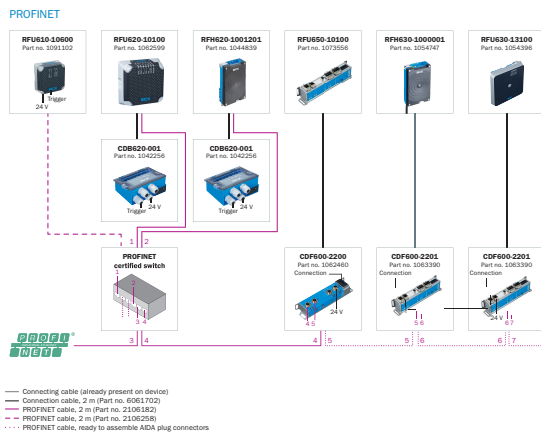 PROFINET
RFU610-10600
Part no. 1091102
RFU620-10100
Part no. 1062599
RFH620-1001201
Part no. 1044839
RFU650-10100
Part no. 1073556
RFH630-1000001
Part no. 1054747
RFU630-13100
Part no. 1054396
Trigger
24 V
CDB620-001
Part no. 1042256
Trigger
24 V
CDB620-001
Part no. 1042256
Trigger
24 V
1
2
PROFINET
certified switch
1
2
3
4
CDF600-2200
Part no. 1062460
Connection
24 V
4 5
CDF600-2201
Part no. 1063390
Connection
24 V
5 6
CDF600-2201
Part no. 1063390
Connection
24 V
6 7
PROFI
NET
3
4
4
5
5
6
6
7
Connecting cable (already present on device)
Connection cable, 2 m (Part no. 6061702)
PROFINET cable, 2 m (Part no. 2106182)
PROFINET cable, 2 m (Part no. 2106258)
PROFINET cable, ready to assemble AIDA plug connectors